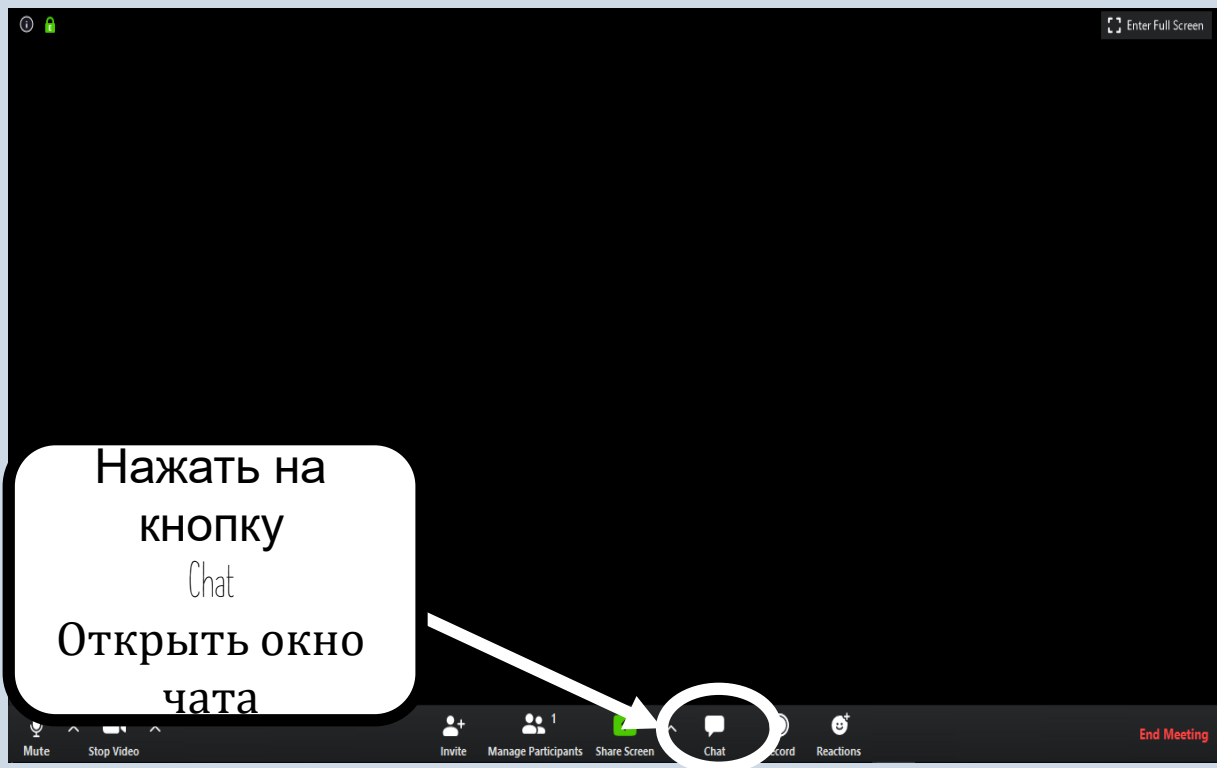 Enter Full Screen
Нажать на
кнопку
Chat
Открыть окно
чата
Mute
Stop Video
Invite
Manage Participants
1
Share Screen
Chat
Reactions
End Meeting